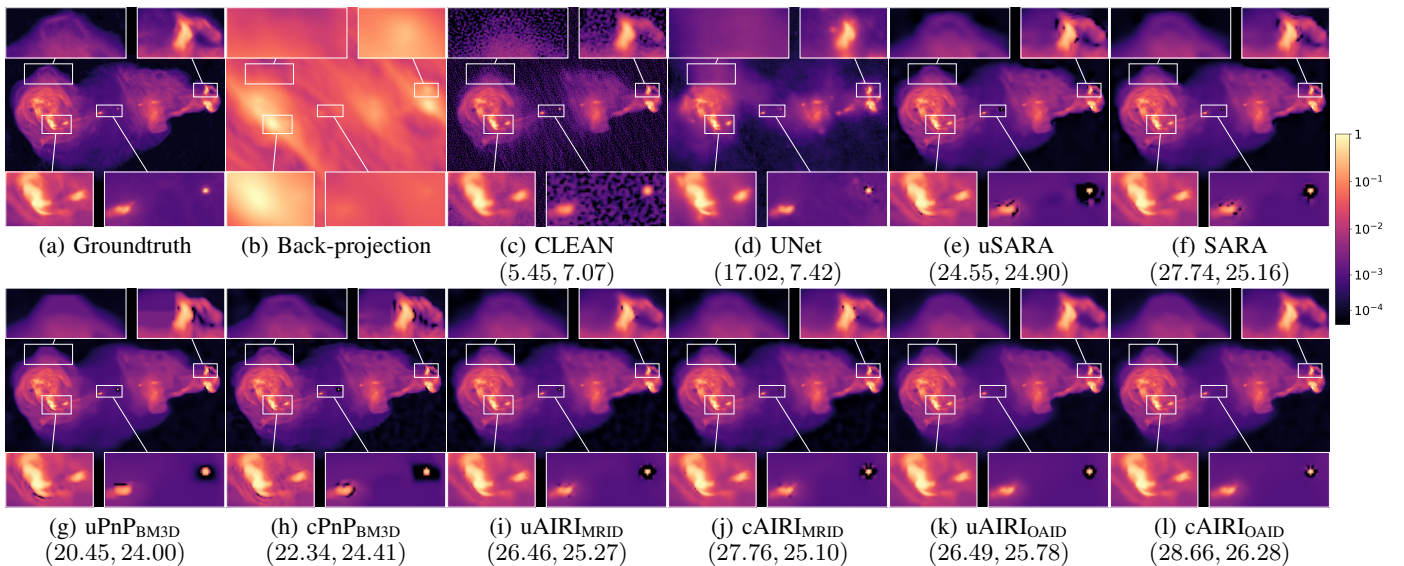 (a) Groundtruth
(b) Back-projection
(c) CLEAN
(5.45, 7.07)
(d) UNet
(17.02, 7.42)
(e) uSARA
(24.55, 24.90)
(f) SARA
(27.74, 25.16)
1
10⁻¹
10⁻²
10⁻³
10⁻⁴
(g) uPnP_BM3D
(20.45, 24.00)
(h) cPnP_BM3D
(22.34, 24.41)
(i) uAIRI_MRID
(26.46, 25.27)
(j) cAIRI_MRID
(27.76, 25.10)
(k) uAIRI_OAID
(26.49, 25.78)
(l) cAIRI_OAID
(28.66, 26.28)